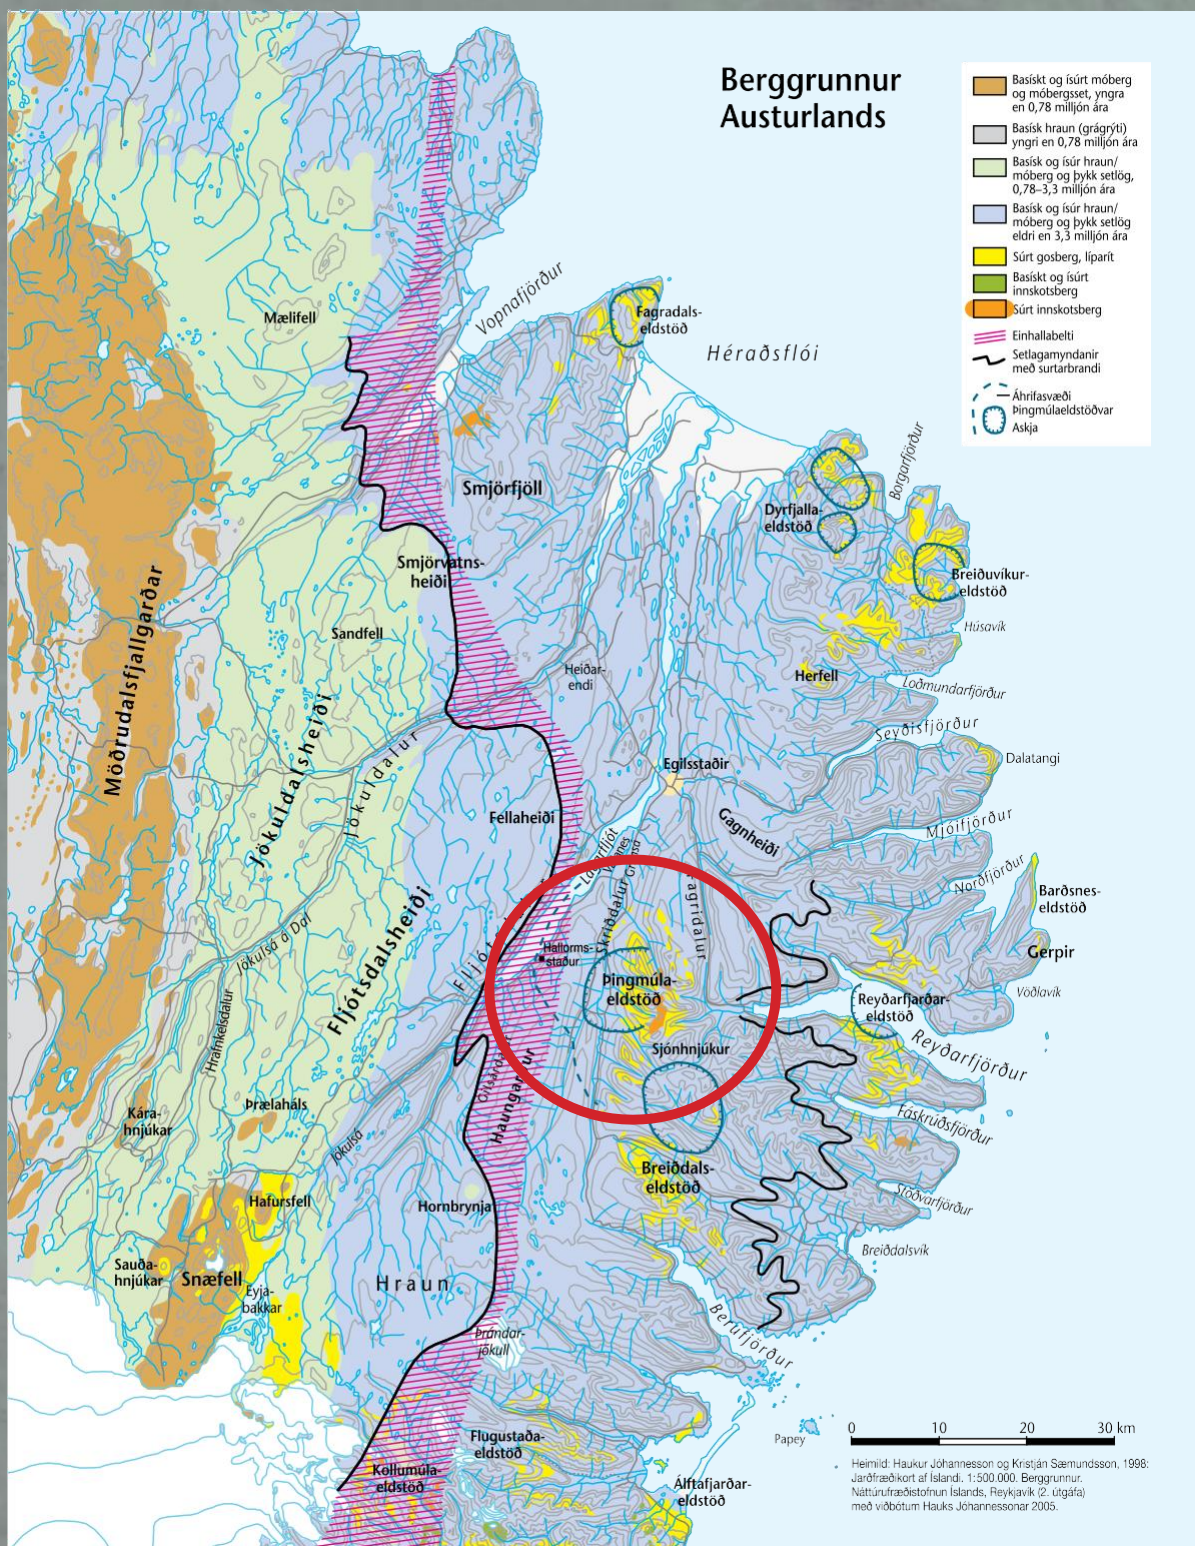 Berggrunnur
Austurlands
Basískt og ísúrt móberg
og móbergsset, yngra
en 0,78 milljón ára
Basísk hraun (grágrýti)
yngri en 0,78 milljón ára
Basísk og ísúr hraun/
móberg og þykk setlög,
0,78–3,3 milljón ára
Basísk og ísúr hraun/
móberg og þykk setlög
eldri en 3,3 milljón ára
Súrt gosberg, líparít
Basískt og ísúrt
innskotsberg
Súrt innskotsberg
Einhallabelti
Setlagamyndanir
með surtarbrandi
Áhrifasvæði
Þingmúlaeldstöðvar
Askja
Vopnafjörður
Mælifell
Fagradals-
eldstöð
Héraðsflói
Borgarfjörður
Smjörfjöll
Dyrfjalla-
eldstöð
Smjörvatns-
heiði
Breiðuvíkur-
eldstöð
Möðrudalsfjallgarðar
Húsavík
Sandfell
Heiðar-
endi
Herfell
Loðmundarfjörður
Jökuldalsheiði
Jökuldalur
Seyðisfjörður
Egilsstaðir
Dalatangi
Fellaheiði
Gagnheiði
Mjóifjörður
Lagarfljót
Norðfjörður
Barðsnes-
eldstöð
Skriðdalur
Fagridalur
Fljótsdalsheiði
Jökulsá á Dal
Hallorms-
staður
Gerpir
Þingmúla-
eldstöð
Vöðlavík
Reyðarfjarðar-
eldstöð
Hrafnkelsdalur
Sjónhnjúkur
Reyðarfjörður
Haungar
Kára-
hnjúkar
Þrælaháls
Fáskrúðsfjörður
Jökulsá
Breiðdals-
eldstöð
Hafursfell
Hornbrynja
Stöðvarfjörður
Breiðdalsvík
Sauða-
hnjúkar
Snæfell
Eyja-
bakkar
Hraun
Berufjörður
Þrándar-
jökull
Papey
Flugustaða-
eldstöð
Kollumúla-
eldstöð
Álftafjarðar-
eldstöð
0 10 20 30 km
Heimild: Haukur Jóhannesson og Kristján Sæmundsson, 1998:
Jarðfræðikort af Íslandi. 1:500.000. Berggrunnur.
Náttúrufræðistofnun Íslands, Reykjavík (2. útgáfa)
með viðbótum Hauks Jóhannessonar 2005.